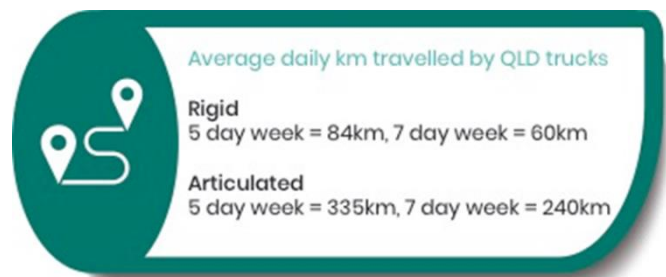 Average daily km travelled by QLD trucks
Rigid
5 day week = 84km, 7 day week = 60km
Articulated
5 day week = 335km, 7 day week = 240km